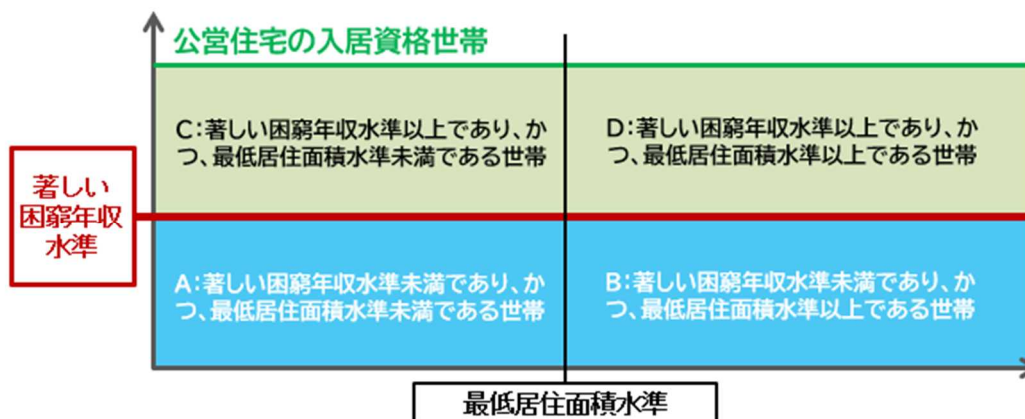 公営住宅の入居資格世帯
C:著しい困窮年収水準以上であり、か
つ、最低居住面積水準未満である世帯
D:著しい困窮年収水準以上であり、か
つ、最低居住面積水準以上である世帯
著しい
困窮年収
水準
A:著しい困窮年収水準未満であり、か
つ、最低居住面積水準未満である世帯
B:著しい困窮年収水準未満であり、か
つ、最低居住面積水準以上である世帯
最低居住面積水準